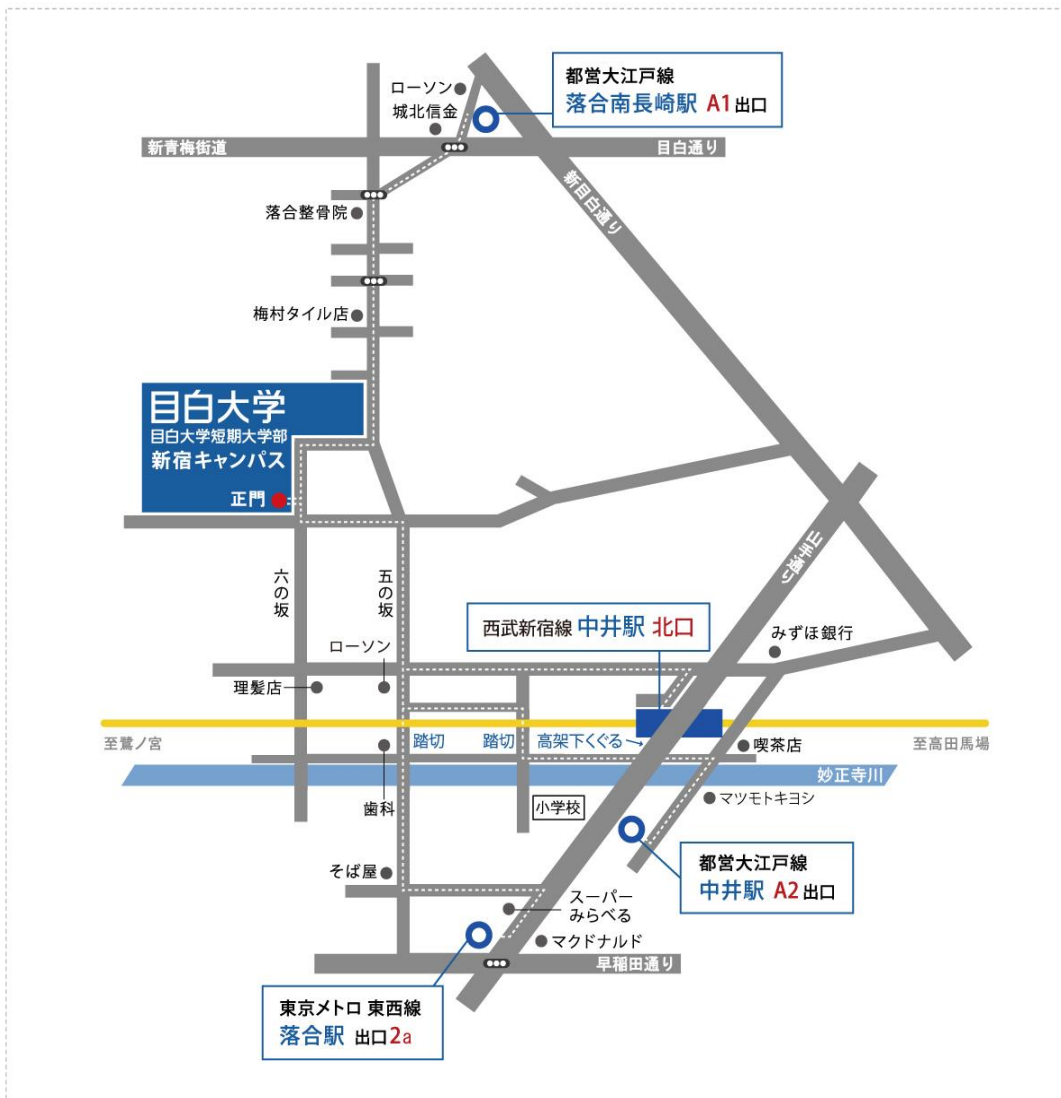 都営大江戸線
落合南長崎駅 A1出口
ローソン
城北信金
新青梅街道
目白通り
新目白通り
落合整骨院
梅村タイル店
目白大学
目白大学短期大学部
新宿キャンパス
正門
山手通り
六の坂
五の坂
西武新宿線 中井駅 北口
みずほ銀行
ローソン
理髪店
至鷺ノ宮
踏切
踏切
高架下くぐる→
喫茶店
至高田馬場
妙正寺川
歯科
小学校
マツモトキヨシ
都営大江戸線
中井駅 A2出口
そば屋
スーパー
みらべる
マクドナルド
早稲田通り
東京メトロ 東西線
落合駅 出口2a